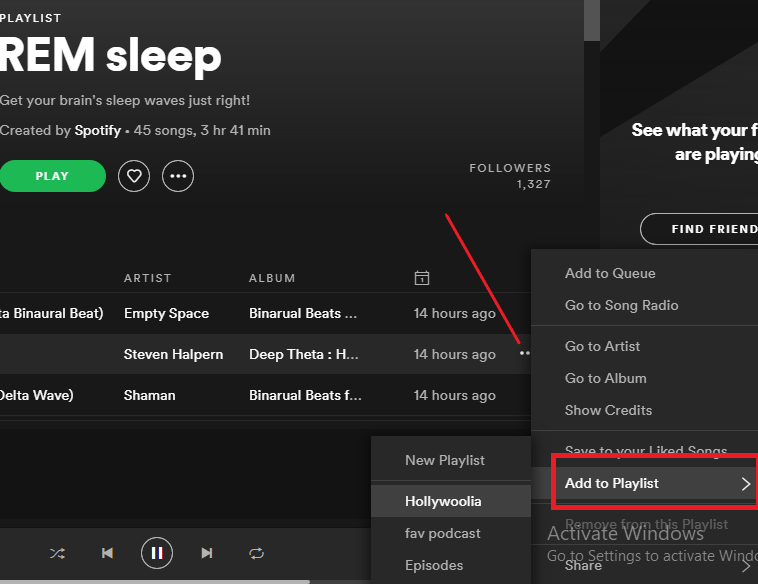 PLAYLIST
REM sleep
Get your brain's sleep waves just right!
Created by Spotify • 45 songs, 3 hr 41 min
PLAY
FOLLOWERS
1,327
See what your f
are playing
FIND FRIEND
ARTIST ALBUM
ta Binaural Beat) Empty Space Binarual Beats ... 14 hours ago
Steven Halpern Deep Theta : H... 14 hours ago
Delta Wave) Shaman Binarual Beats f... 14 hours ago
Add to Queue
Go to Song Radio
Go to Artist
Go to Album
Show Credits
Save to your Liked Songs
Add to Playlist
Remove from this Playlist
Share
New Playlist
Hollywoolia
fav podcast
Episodes
Activate Windows
Go to Settings to activate Windo